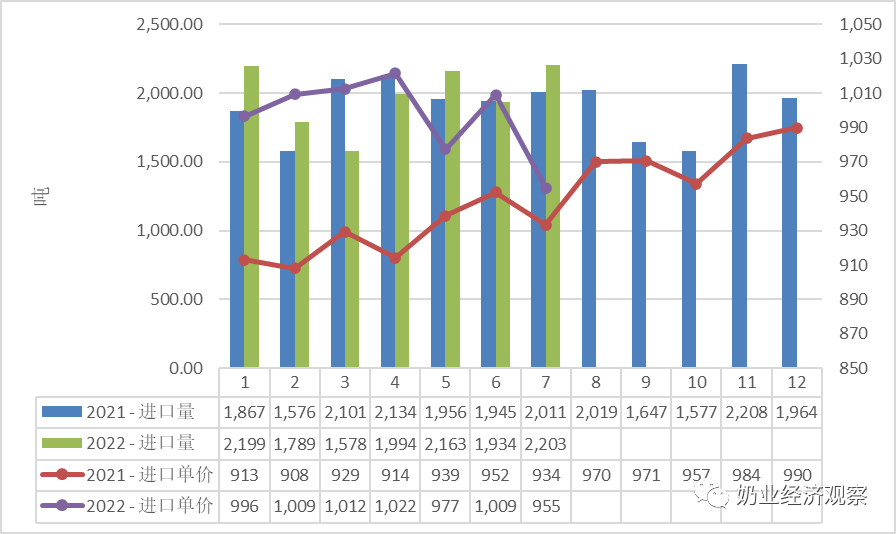 2,500.00 1,050
1,030
2,000.00 1,010
990
1,500.00 970
吨 950
1,000.00 930
910
500.00 890
870
0.00 850
1 2 3 4 5 6 7 8 9 10 11 12
2021 - 进口量 1,867 1,576 2,101 2,134 1,956 1,945 2,011 2,019 1,647 1,577 2,208 1,964
2022 - 进口量 2,199 1,789 1,578 1,994 2,163 1,934 2,203
2021 - 进口单价 913 908 929 914 939 952 934 970 971 957 984 990
2022 - 进口单价 996 1,009 1,012 1,022 977 1,009 955
奶业经济观察